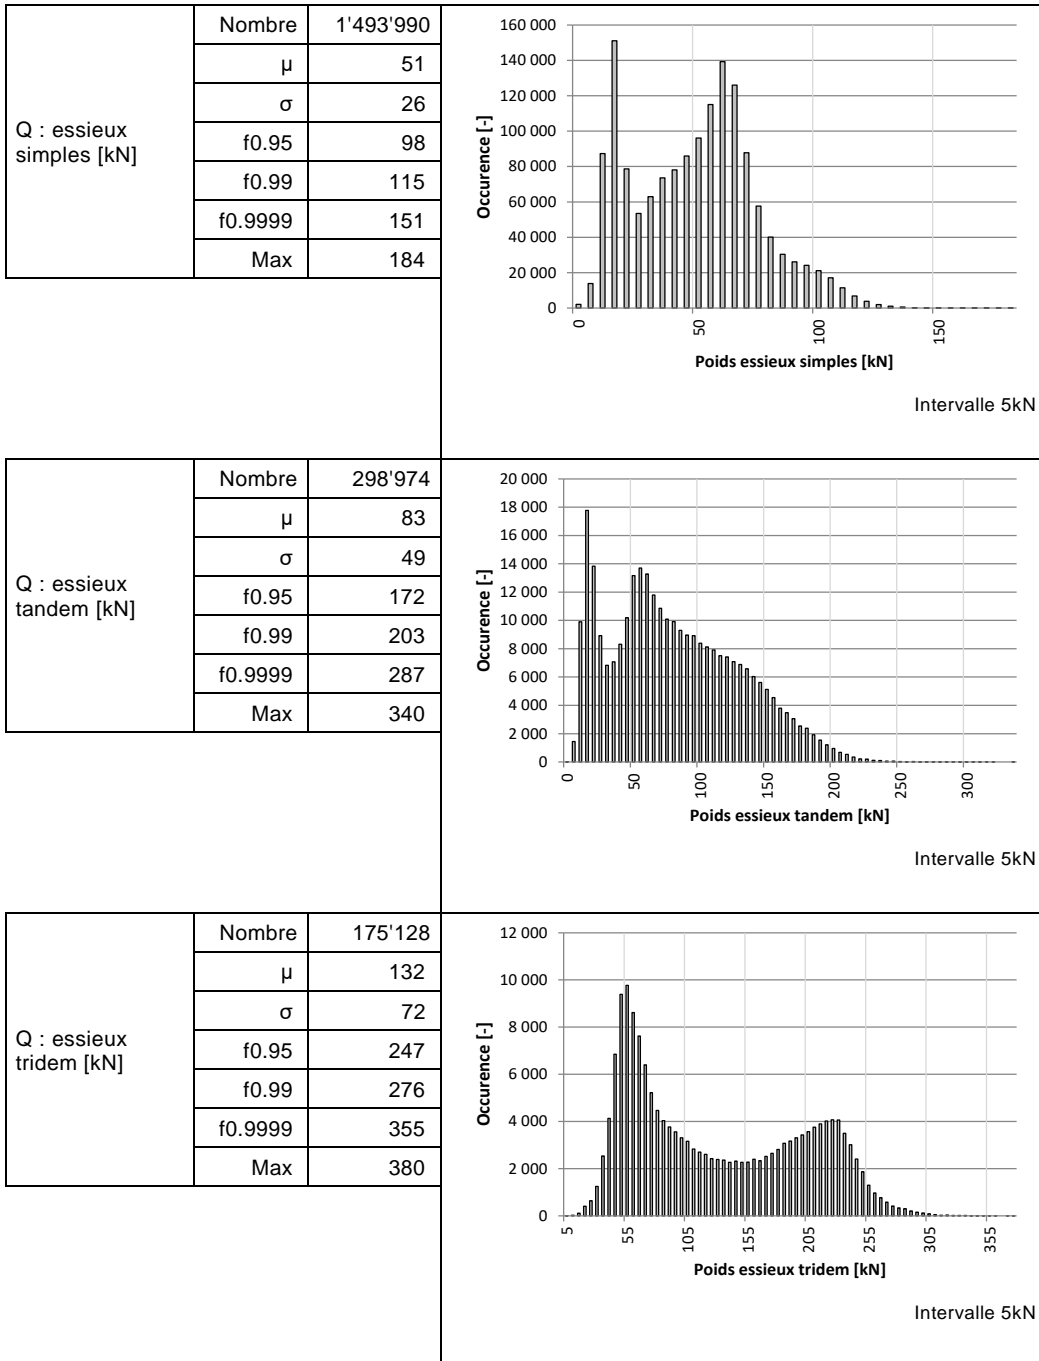 Q : essieux
simples [kN]
Nombre 1'493'990
μ 51
σ 26
f0.95 98
f0.99 115
f0.9999 151
Max 184
Occurence [-]
160 000
140 000
120 000
100 000
80 000
60 000
40 000
20 000
0
0 50 100 150
Poids essieux simples [kN]
Intervalle 5kN
Q : essieux
tandem [kN]
Nombre 298'974
μ 83
σ 49
f0.95 172
f0.99 203
f0.9999 287
Max 340
Occurence [-]
20 000
18 000
16 000
14 000
12 000
10 000
8 000
6 000
4 000
2 000
0
0 50 100 150 200 250 300
Poids essieux tandem [kN]
Intervalle 5kN
Q : essieux
tridem [kN]
Nombre 175'128
μ 132
σ 72
f0.95 247
f0.99 276
f0.9999 355
Max 380
Occurence [-]
12 000
10 000
8 000
6 000
4 000
2 000
0
5 55 105 155 205 255 305 355
Poids essieux tridem [kN]
Intervalle 5kN